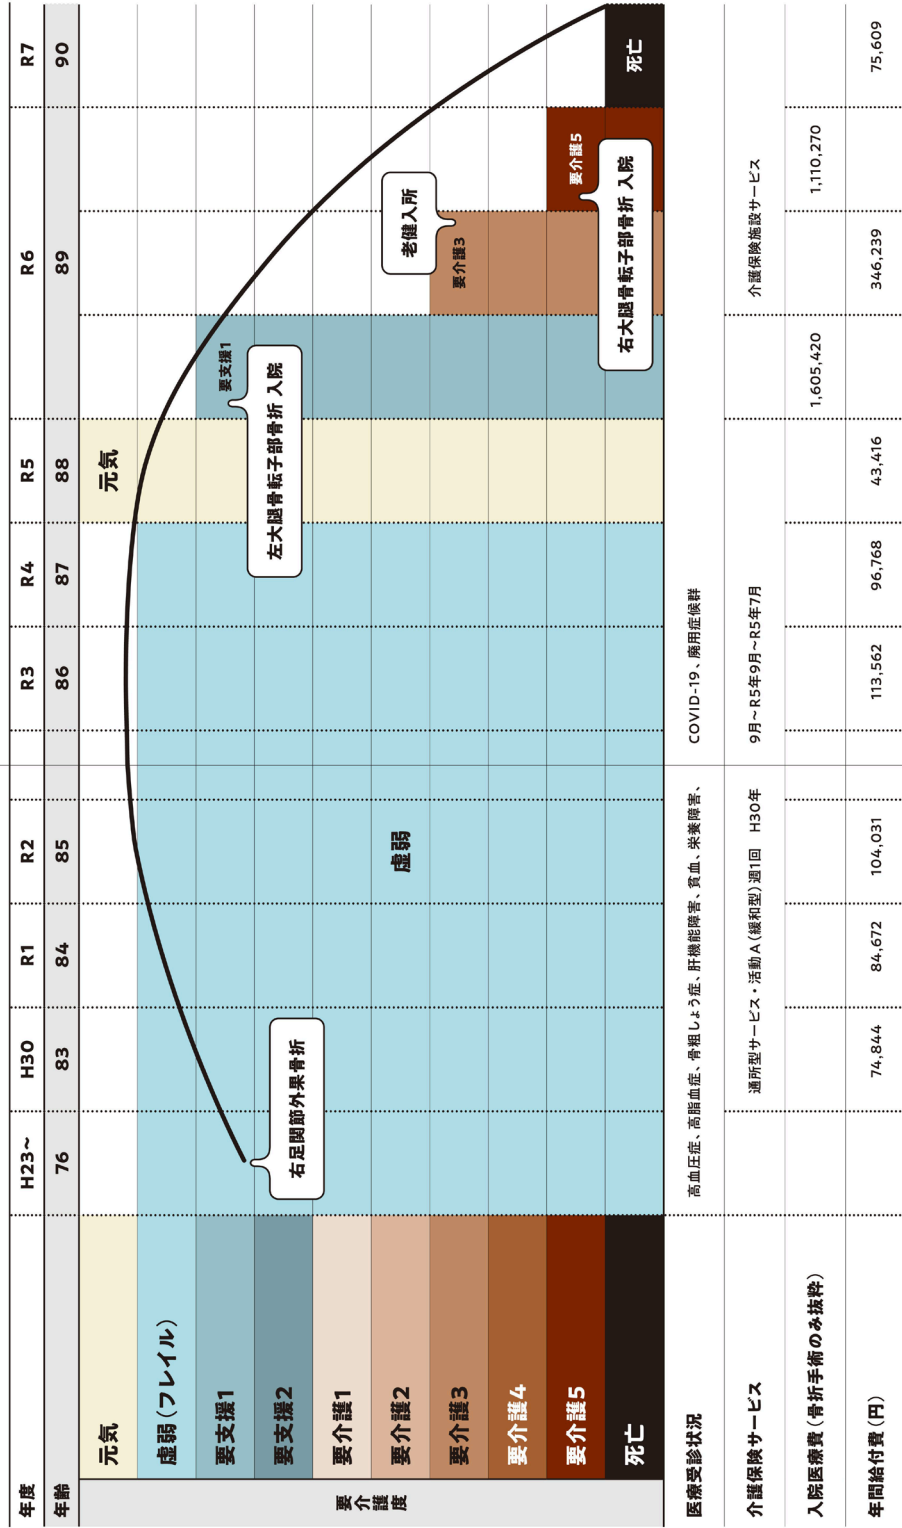 年度 H23～ H30 R1 R2 R3 R4 R5 R6 R7
年齢 76 83 84 85 86 87 88 89 90
要介護度
元気
虚弱（フレイル）
要支援1
要支援2
要介護1
要介護2
要介護3
要介護4
要介護5
死亡
右足関節外果骨折
虚弱
元気
左大腿骨転子部骨折 入院
要支援1
老健入所
要介護3
右大腿骨転子部骨折 入院
要介護5
死亡
医療受診状況 高血圧症、高脂血症、骨粗しょう症、肝機能障害、貧血、栄養障害、COVID-19、廃用症候群
介護保険サービス 通所型サービス・活動A（緩和型）週1回 H30年9月～R5年9月～R5年7月 介護保険施設サービス
入院医療費（骨折手術のみ抜粋） 1,605,420 1,110,270
年間給付費（円） 74,844 84,672 104,031 113,562 96,768 43,416 346,239 75,609